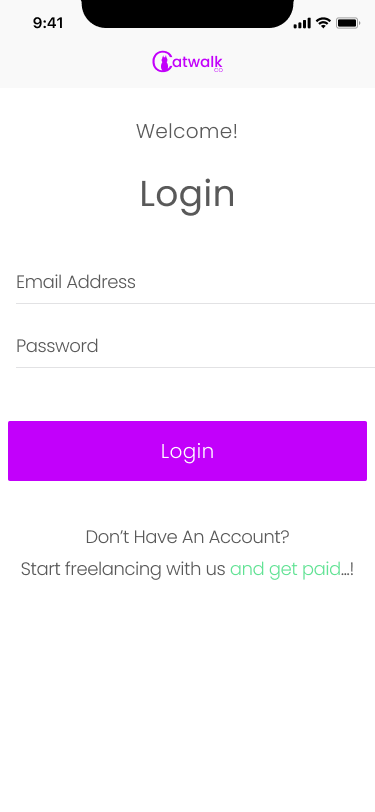 9:41
Catwalk
CO
Welcome!
Login
Email Address
Password
Login
Don’t Have An Account?
Start freelancing with us and get paid...!